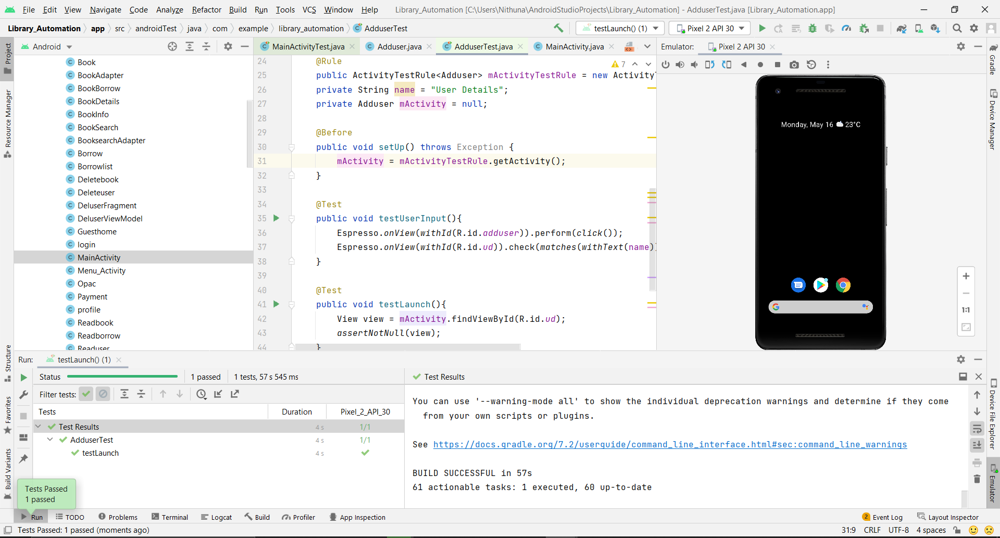 File Edit View Navigate Code Analyze Refactor Build Run Tools VCS Window Help Library_Automation [C:\Users\Nithuna\AndroidStudioProjects\Library_Automation] - AdduserTest.java [Library_Automation.app]
Library_Automation app src androidTest java com example library_automation AdduserTest testLaunch() (1) Pixel 2 API 30
Android MainActivityTest.java Adduser.java AdduserTest.java MainActivity.java Emulator: Pixel 2 API 30
Project
Resource Manager
Structure
Favorites
Build Variants
Book
BookAdapter
BookBorrow
BookDetails
BookInfo
BookSearch
BooksearchAdapter
Borrow
Borrowlist
Deletebook
Deleteuser
DeluserFragment
DeluserViewModel
Guesthome
login
MainActivity
Menu_Activity
Opac
Payment
profile
Readbook
Readborrow
Readuser
7
24 @Rule
25 public ActivityTestRule<Adduser> mActivityTestRule = new Activity
26 private String name = "User Details";
27 private Adduser mActivity = null;
28
29 @Before
30 public void setUp() throws Exception {
31 mActivity = mActivityTestRule.getActivity();
32 }
33
34 @Test
35 public void testUserInput(){
36 Espresso.onView(withId(R.id.adduser)).perform(click());
37 Espresso.onView(withId(R.id.ud)).check(matches(withText(name)
38 }
39
40 @Test
41 public void testLaunch(){
42 View view = mActivity.findViewById(R.id.ud);
43 assertNotNull(view);
44 }
Monday, May 16 23°C
G
1:1
Gradle
Device Manager
Device File Explorer
Emulator
Run: testLaunch() (1)
Status 1 passed 1 tests, 57 s 545 ms
Filter tests:
Tests Duration Pixel_2_API_30
Test Results 4 s 1/1
AdduserTest 4 s 1/1
testLaunch 4 s
Test Results
You can use '--warning-mode all' to show the individual deprecation warnings and determine if they come
from your own scripts or plugins.
See https://docs.gradle.org/7.2/userguide/command_line_interface.html#sec:command_line_warnings
BUILD SUCCESSFUL in 57s
61 actionable tasks: 1 executed, 60 up-to-date
Tests Passed
1 passed
Run TODO Problems Terminal Logcat Build Profiler App Inspection 2 Event Log Layout Inspector
Tests Passed: 1 passed (moments ago) 31:9 CRLF UTF-8 4 spaces